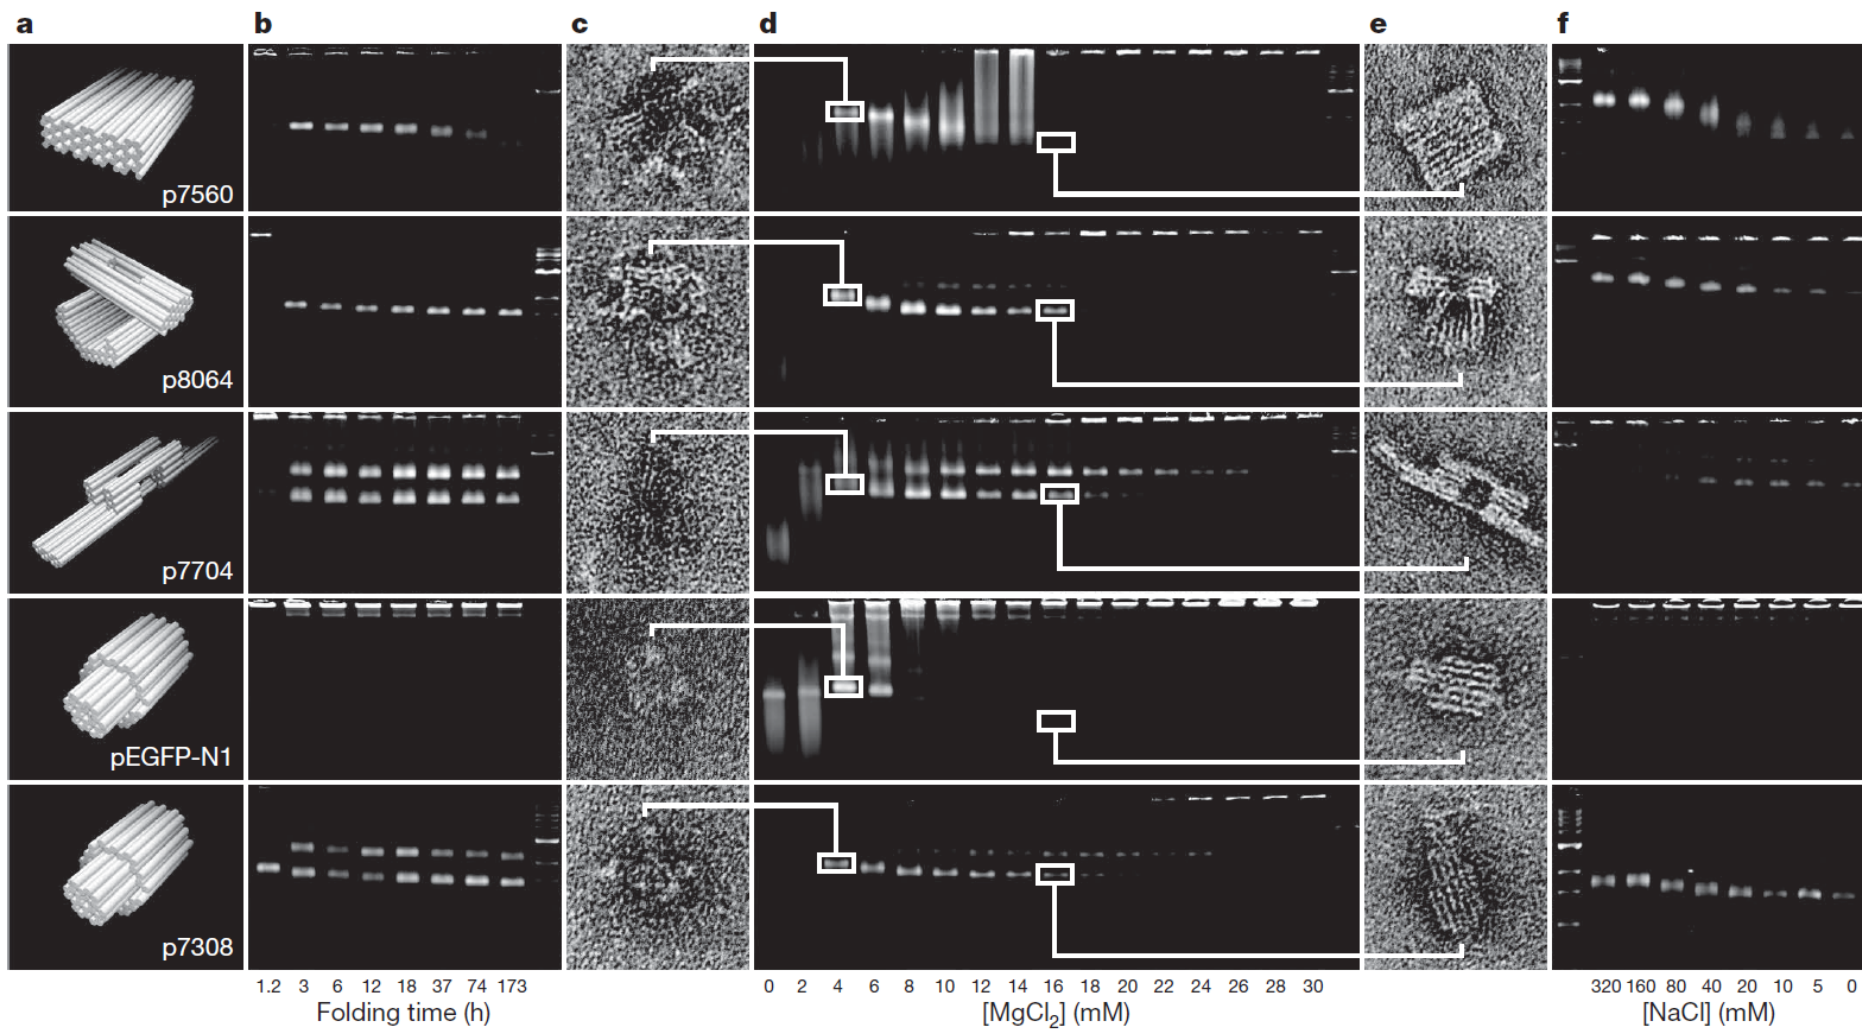 a b c d e f
p7560
p8064
p7704
pEGFP-N1
p7308
1.2 3 6 12 18 37 74 173
Folding time (h)
0 2 4 6 8 10 12 14 16 18 20 22 24 26 28 30
[MgCl2] (mM)
320 160 80 40 20 10 5 0
[NaCl] (mM)